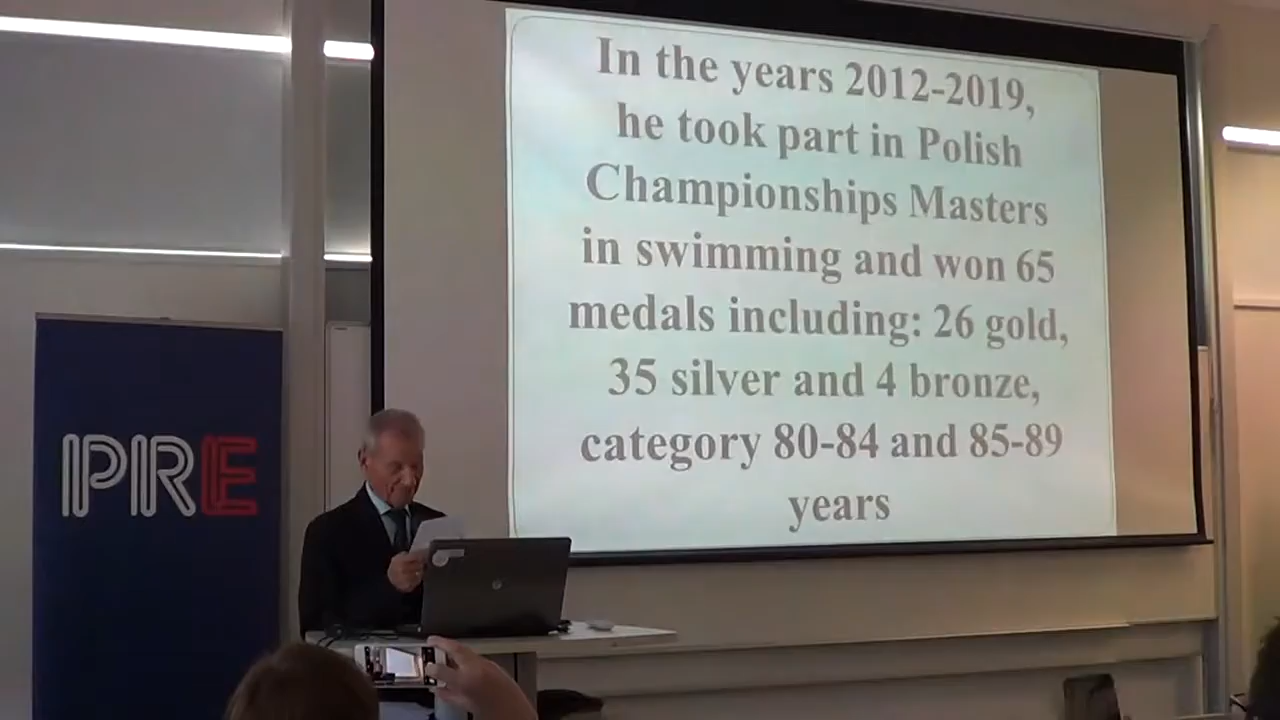 In the years 2012-2019,
he took part in Polish
Championships Masters
in swimming and won 65
medals including: 26 gold,
35 silver and 4 bronze,
category 80-84 and 85-89
years
PRE
hp